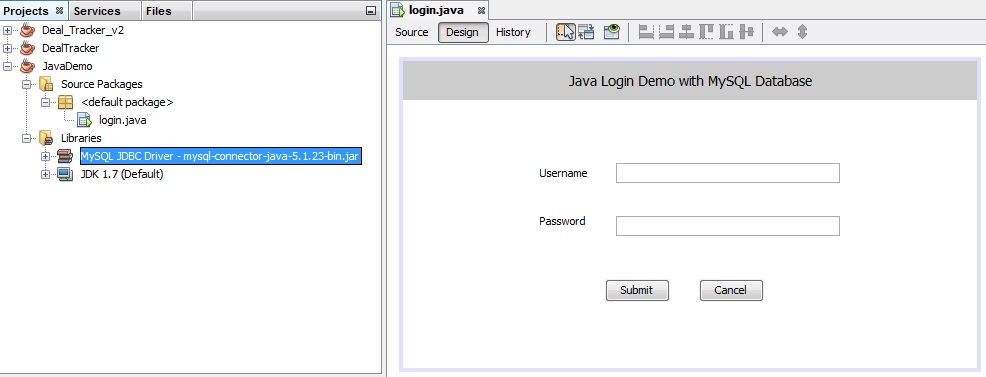 Projects Services Files
Deal_Tracker_v2
DealTracker
JavaDemo
Source Packages
<default package>
login.java
Libraries
MySQL JDBC Driver - mysql-connector-java-5.1.23-bin.jar
JDK 1.7 (Default)
login.java
Source Design History
Java Login Demo with MySQL Database
Username
Password
Submit Cancel